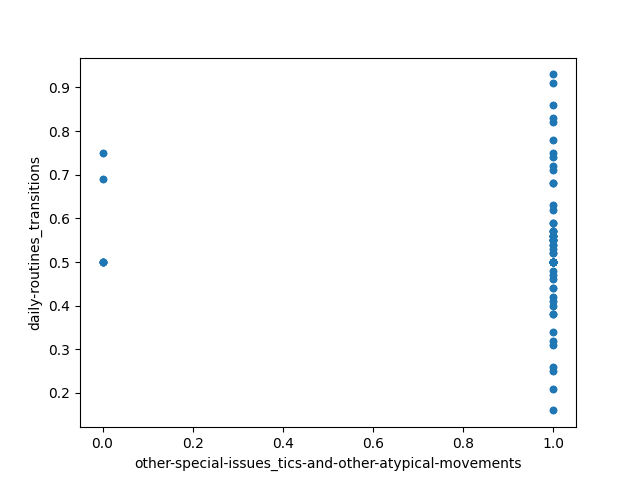 0.9
0.8
0.7
0.6
0.5
0.4
0.3
0.2
daily-routines_transitions
0.0 0.2 0.4 0.6 0.8 1.0
other-special-issues_tics-and-other-atypical-movements